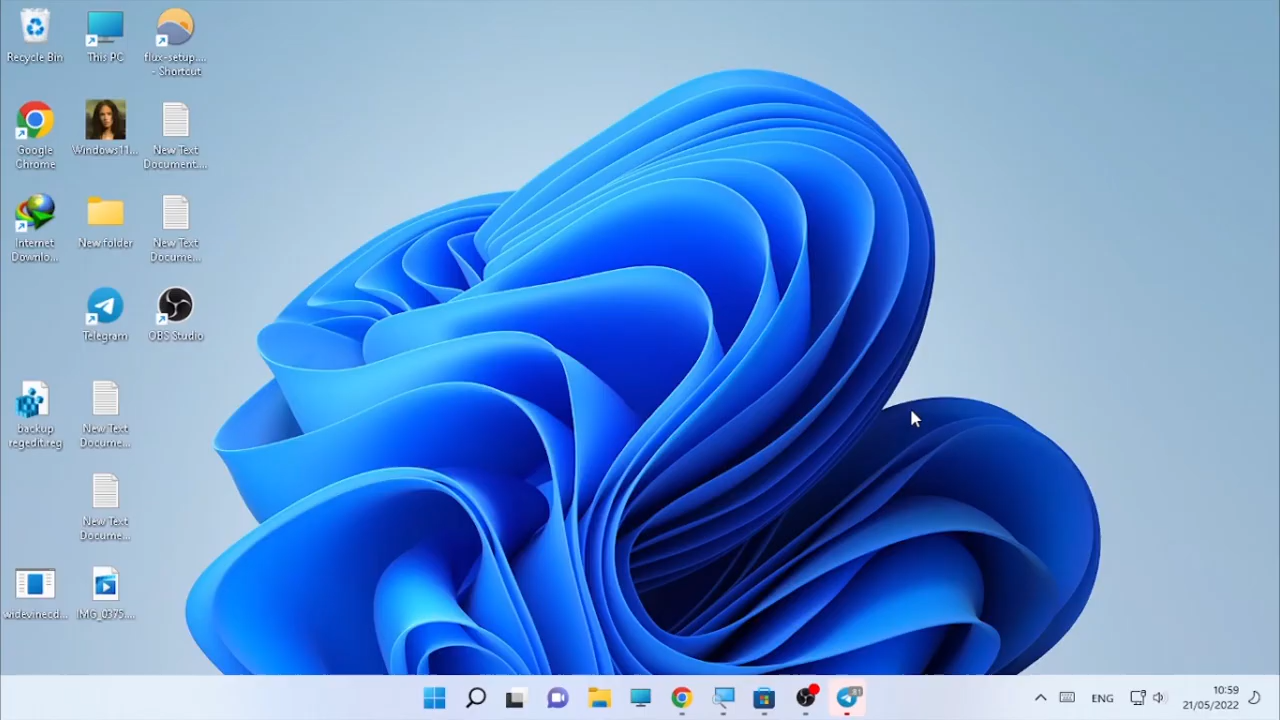 Recycle Bin
This PC
flux-setup....
- Shortcut
Google
Chrome
Windows11...
New Text
Document....
Internet
Downlo...
New folder
New Text
Docume...
Telegram
OBS Studio
backup
regedit.reg
New Text
Docume...
New Text
Docume...
widevinecd...
IMG_0375....
ENG
10:59
21/05/2022